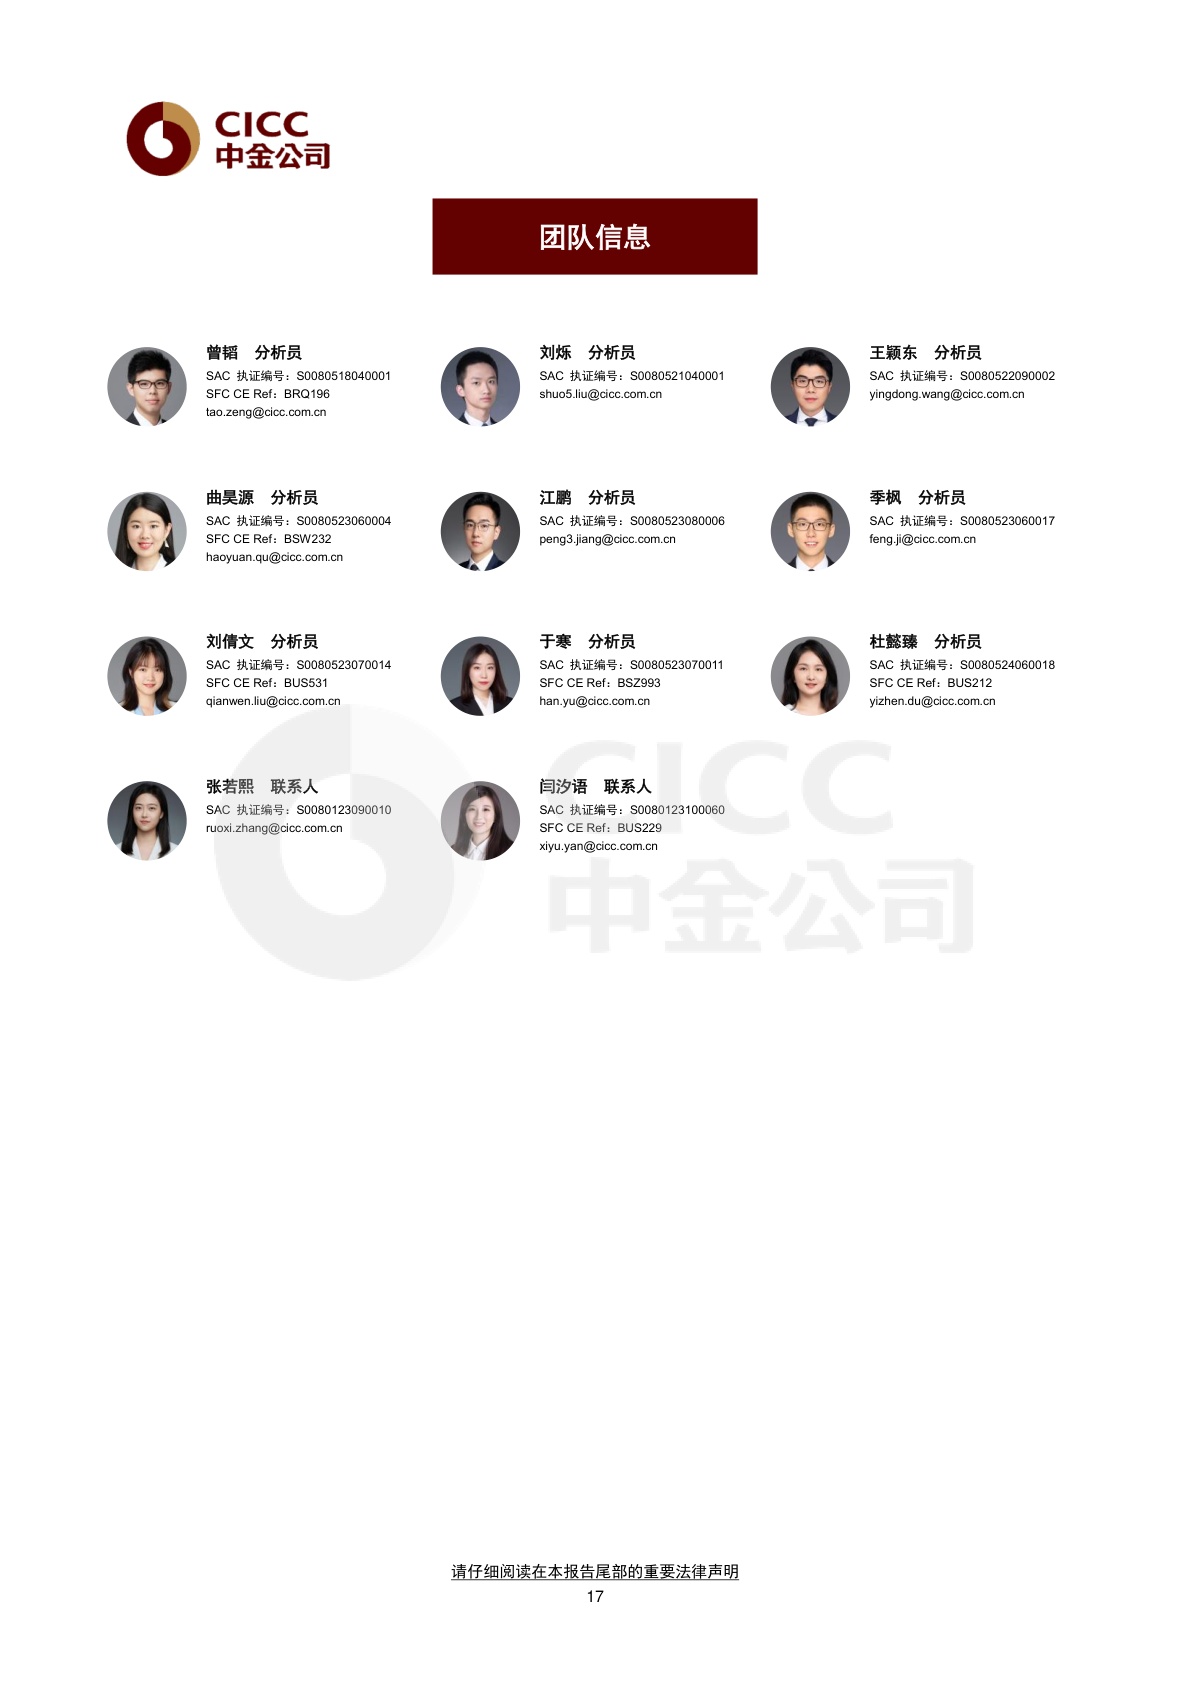 CICC
中金公司
团队信息
曾韬 分析员
SAC 执证编号：S0080518040001
SFC CE Ref：BRQ196
tao.zeng@cicc.com.cn
刘烁 分析员
SAC 执证编号：S0080521040001
shuo5.liu@cicc.com.cn
王颖东 分析员
SAC 执证编号：S0080522090002
yingdong.wang@cicc.com.cn
曲昊源 分析员
SAC 执证编号：S0080523060004
SFC CE Ref：BSW232
haoyuan.qu@cicc.com.cn
江鹏 分析员
SAC 执证编号：S0080523080006
peng3.jiang@cicc.com.cn
季枫 分析员
SAC 执证编号：S0080523060017
feng.ji@cicc.com.cn
刘倩文 分析员
SAC 执证编号：S0080523070014
SFC CE Ref：BUS531
qianwen.liu@cicc.com.cn
于寒 分析员
SAC 执证编号：S0080523070011
SFC CE Ref：BSZ993
han.yu@cicc.com.cn
杜懿臻 分析员
SAC 执证编号：S0080524060018
SFC CE Ref：BUS212
yizhen.du@cicc.com.cn
张若熙 联系人
SAC 执证编号：S0080123090010
ruoxi.zhang@cicc.com.cn
闫汐语 联系人
SAC 执证编号：S0080123100060
SFC CE Ref：BUS229
xiyu.yan@cicc.com.cn
CICC
中金公司
请仔细阅读在本报告尾部的重要法律声明
17